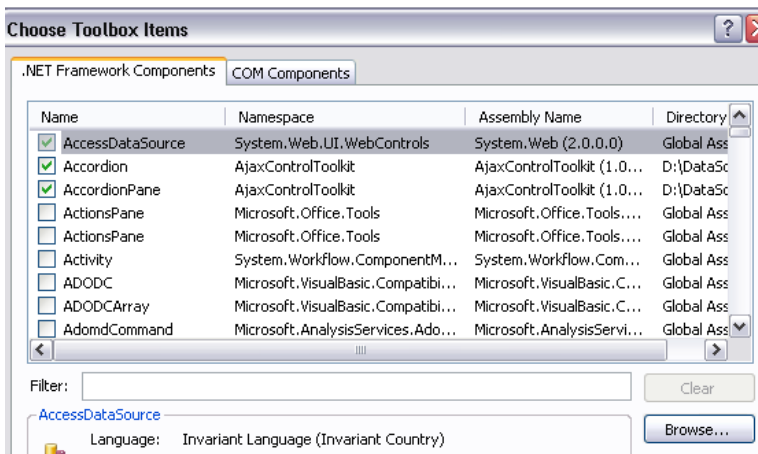 Choose Toolbox Items
.NET Framework Components COM Components
Name Namespace Assembly Name Directory
AccessDataSource System.Web.UI.WebControls System.Web (2.0.0.0) Global Ass
Accordion AjaxControlToolkit AjaxControlToolkit (1.0... D:\DataSc
AccordionPane AjaxControlToolkit AjaxControlToolkit (1.0... D:\DataSc
ActionsPane Microsoft.Office.Tools Microsoft.Office.Tools.... Global Ass
ActionsPane Microsoft.Office.Tools Microsoft.Office.Tools.... Global Ass
Activity System.Workflow.ComponentM... System.Workflow.Com... Global Ass
ADODC Microsoft.VisualBasic.Compatibi... Microsoft.VisualBasic.C... Global Ass
ADODCArray Microsoft.VisualBasic.Compatibi... Microsoft.VisualBasic.C... Global Ass
AdomdCommand Microsoft.AnalysisServices.Ado... Microsoft.AnalysisServi... Global Ass
Filter: Clear
AccessDataSource
Language: Invariant Language (Invariant Country) Browse...